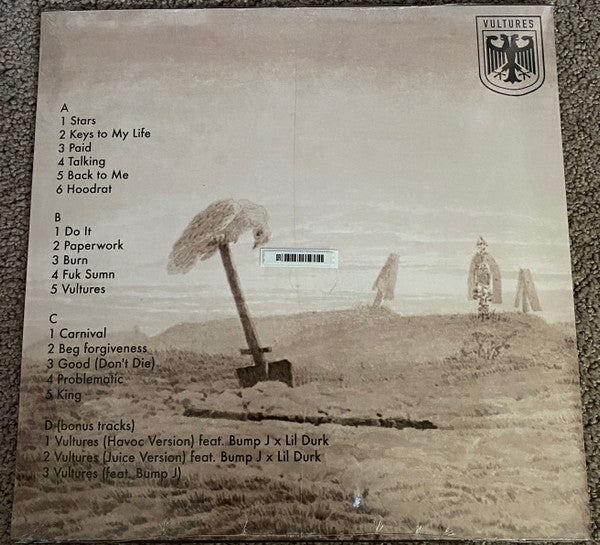 VULTURES
A
1 Stars
2 Keys to My Life
3 Paid
4 Talking
5 Back to Me
6 Hoodrat
B
1 Do It
2 Paperwork
3 Burn
4 Fuk Sumn
5 Vultures
C
1 Carnival
2 Beg forgiveness
3 Good (Don't Die)
4 Problematic
5 King
D (bonus tracks)
1 Vultures (Havoc Version) feat. Bump J x Lil Durk
2 Vultures (Juice Version) feat. Bump J x Lil Durk
3 Vultures (feat. Bump J)